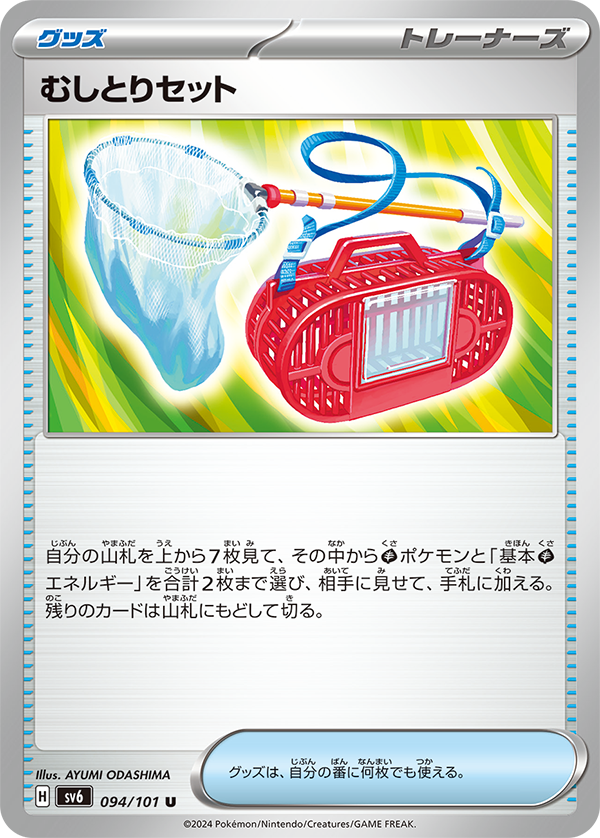 グッズ
トレーナーズ
むしとりセット
自分の山札を上から7枚見て、その中からポケモンと「基本
エネルギー」を合計2枚まで選び、相手に見せて、手札に加える。
残りのカードは山札にもどして切る。
Illus. AYUMI ODASHIMA
グッズは、自分の番に何枚でも使える。
H sv6 094/101 U
©2024 Pokémon/Nintendo/Creatures/GAME FREAK.